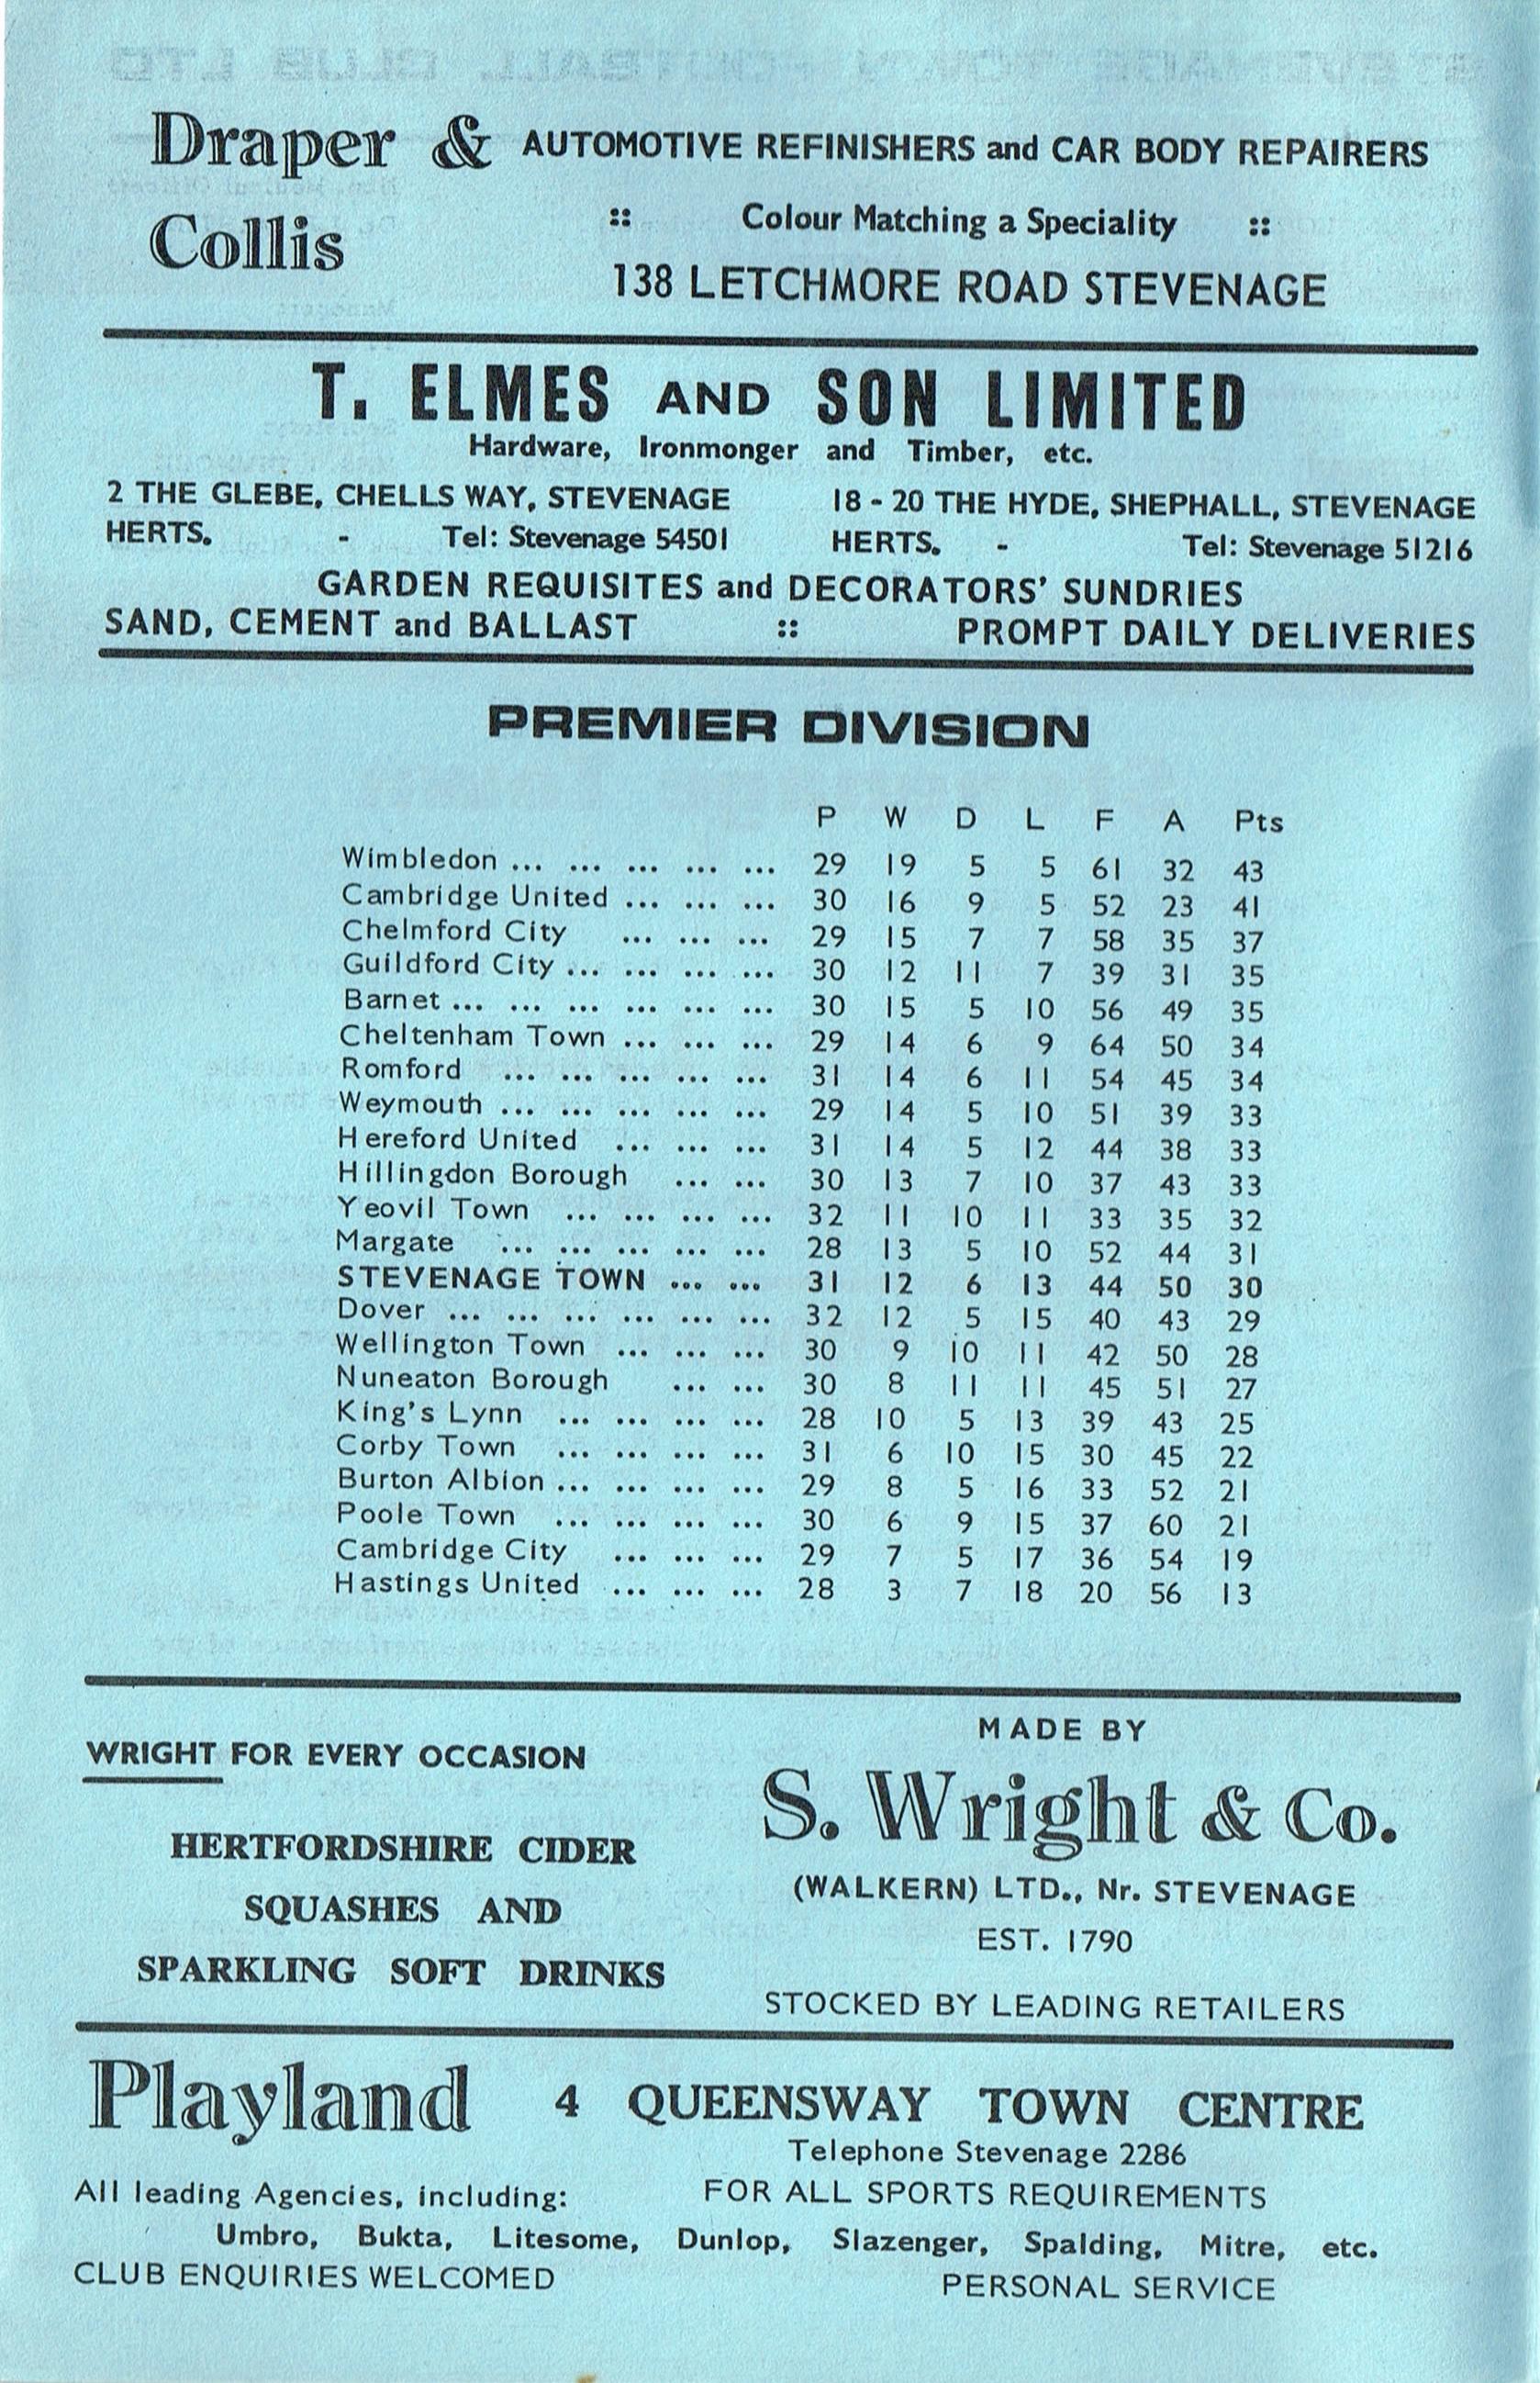 Draper & AUTOMOTIVE REFINISHERS and CAR BODY REPAIRERS
Collis :: Colour Matching a Speciality ::
138 LETCHMORE ROAD STEVENAGE
T. ELMES AND SON LIMITED
Hardware, Ironmonger and Timber, etc.
2 THE GLEBE, CHELLS WAY, STEVENAGE 18 - 20 THE HYDE, SHEPHALL, STEVENAGE
HERTS. - Tel: Stevenage 54501 HERTS. - Tel: Stevenage 51216
GARDEN REQUISITES and DECORATORS' SUNDRIES
SAND, CEMENT and BALLAST :: PROMPT DAILY DELIVERIES
PREMIER DIVISION
P W D L F A Pts
Wimbledon ... ... ... ... ... 29 19 5 5 61 32 43
Cambridge United ... ... ... 30 16 9 5 52 23 41
Chelmford City ... ... ... 29 15 7 7 58 35 37
Guildford City ... ... ... ... 30 12 11 7 39 31 35
Barnet ... ... ... ... ... ... 30 15 5 10 56 49 35
Cheltenham Town ... ... ... 29 14 6 9 64 50 34
Romford ... ... ... ... ... 31 14 6 11 54 45 34
Weymouth ... ... ... ... ... 29 14 5 10 51 39 33
Hereford United ... ... ... 31 14 5 12 44 38 33
Hillingdon Borough ... ... 30 13 7 10 37 43 33
Yeovil Town ... ... ... ... 32 11 10 11 33 35 32
Margate ... ... ... ... ... 28 13 5 10 52 44 31
STEVENAGE TOWN ... ... 31 12 6 13 44 50 30
Dover ... ... ... ... ... ... 32 12 5 15 40 43 29
Wellington Town ... ... ... 30 9 10 11 42 50 28
Nuneaton Borough ... ... 30 8 11 11 45 51 27
King's Lynn ... ... ... ... 28 10 5 13 39 43 25
Corby Town ... ... ... ... 31 6 10 15 30 45 22
Burton Albion ... ... ... ... 29 8 5 16 33 52 21
Poole Town ... ... ... ... 30 6 9 15 37 60 21
Cambridge City ... ... ... 29 7 5 17 36 54 19
Hastings United ... ... ... 28 3 7 18 20 56 13
WRIGHT FOR EVERY OCCASION
HERTFORDSHIRE CIDER
SQUASHES AND
SPARKLING SOFT DRINKS
MADE BY
S. Wright & Co.
(WALKERN) LTD., Nr. STEVENAGE
EST. 1790
STOCKED BY LEADING RETAILERS
Playland 4 QUEENSWAY TOWN CENTRE
Telephone Stevenage 2286
All leading Agencies, including: FOR ALL SPORTS REQUIREMENTS
Umbro, Bukta, Litesome, Dunlop, Slazenger, Spalding, Mitre, etc.
CLUB ENQUIRIES WELCOMED PERSONAL SERVICE